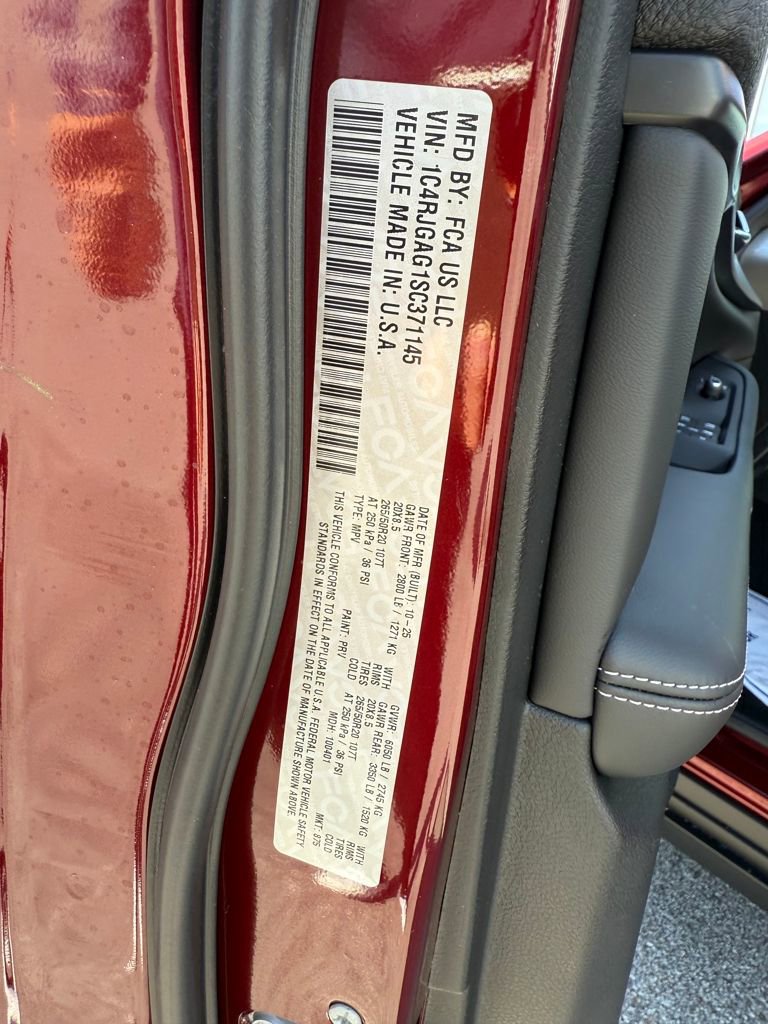 MFD BY: FCA US LLC
VIN: 1C4RJGAG1SC371145
VEHICLE MADE IN: U.S.A.
DATE OF MFR (BUILT): 10-25 GVWR: 6050 LB / 2745 KG
GAWR FRONT: 2800 LB / 1271 KG WITH GAWR REAR: 3350 LB / 1520 KG WITH
20X8.5 RIMS 20X8.5 RIMS
265/50R20 107T TIRES 265/50R20 107T
AT 250 kPa / 36 PSI COLD AT 250 kPa / 36 PSI COLD
TYPE: MPV PAINT: PRV MDH: 100401 MKT: 875
THIS VEHICLE CONFORMS TO ALL APPLICABLE U.S.A. FEDERAL MOTOR VEHICLE SAFETY
STANDARDS IN EFFECT ON THE DATE OF MANUFACTURE SHOWN ABOVE.